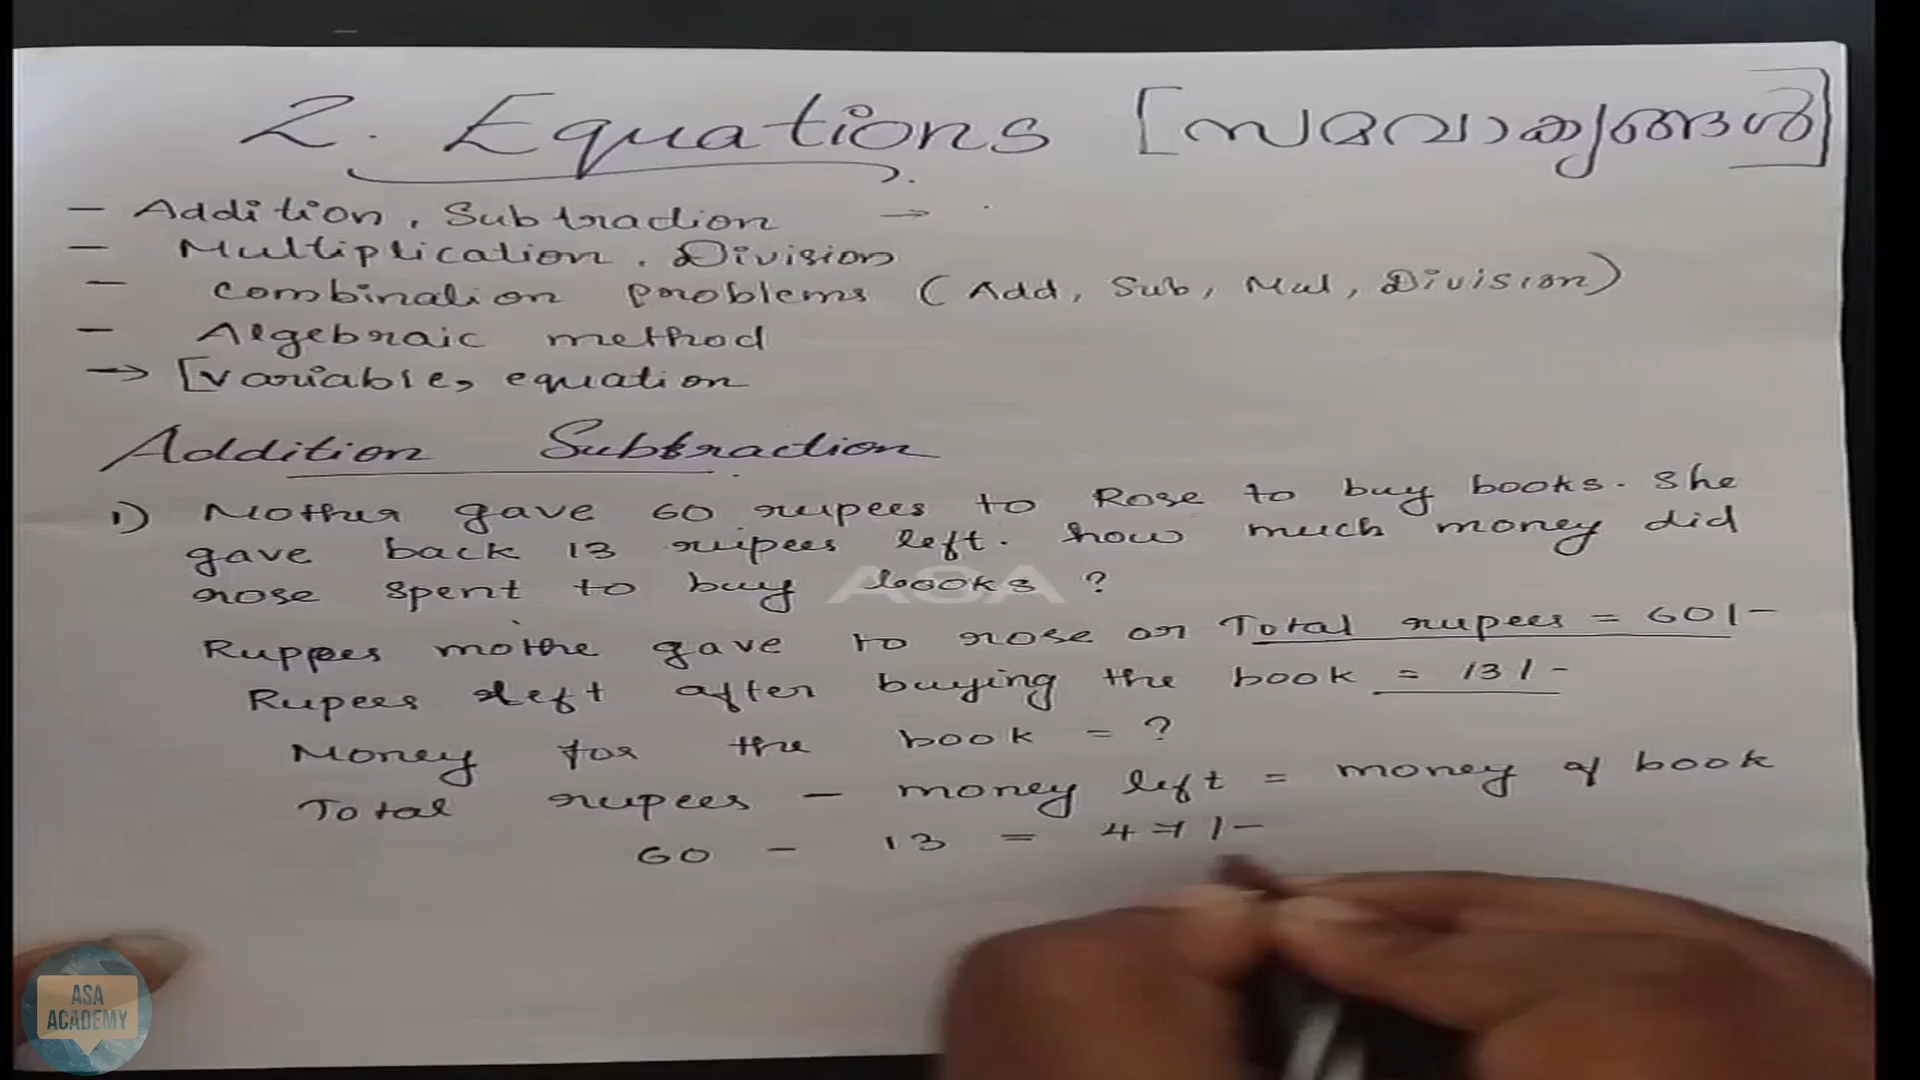 2. Equations [സമവാക്യങ്ങൾ]
- Addition, Subtraction →
- Multiplication, Division
- Combination problems (Add, Sub, Mul, Division)
- Algebraic method
→ [variable, equation
Addition Subtraction
1) Mother gave 60 rupees to Rose to buy books. She
gave back 13 rupees left. how much money did
rose spent to buy books ?
ASA
Ruppes mothe gave to rose or Total rupees = 60/-
Rupees left after buying the book = 13/-
Money for the book = ?
Total rupees - money left = money of book
60 - 13 = 47/-
ASA
ACADEMY